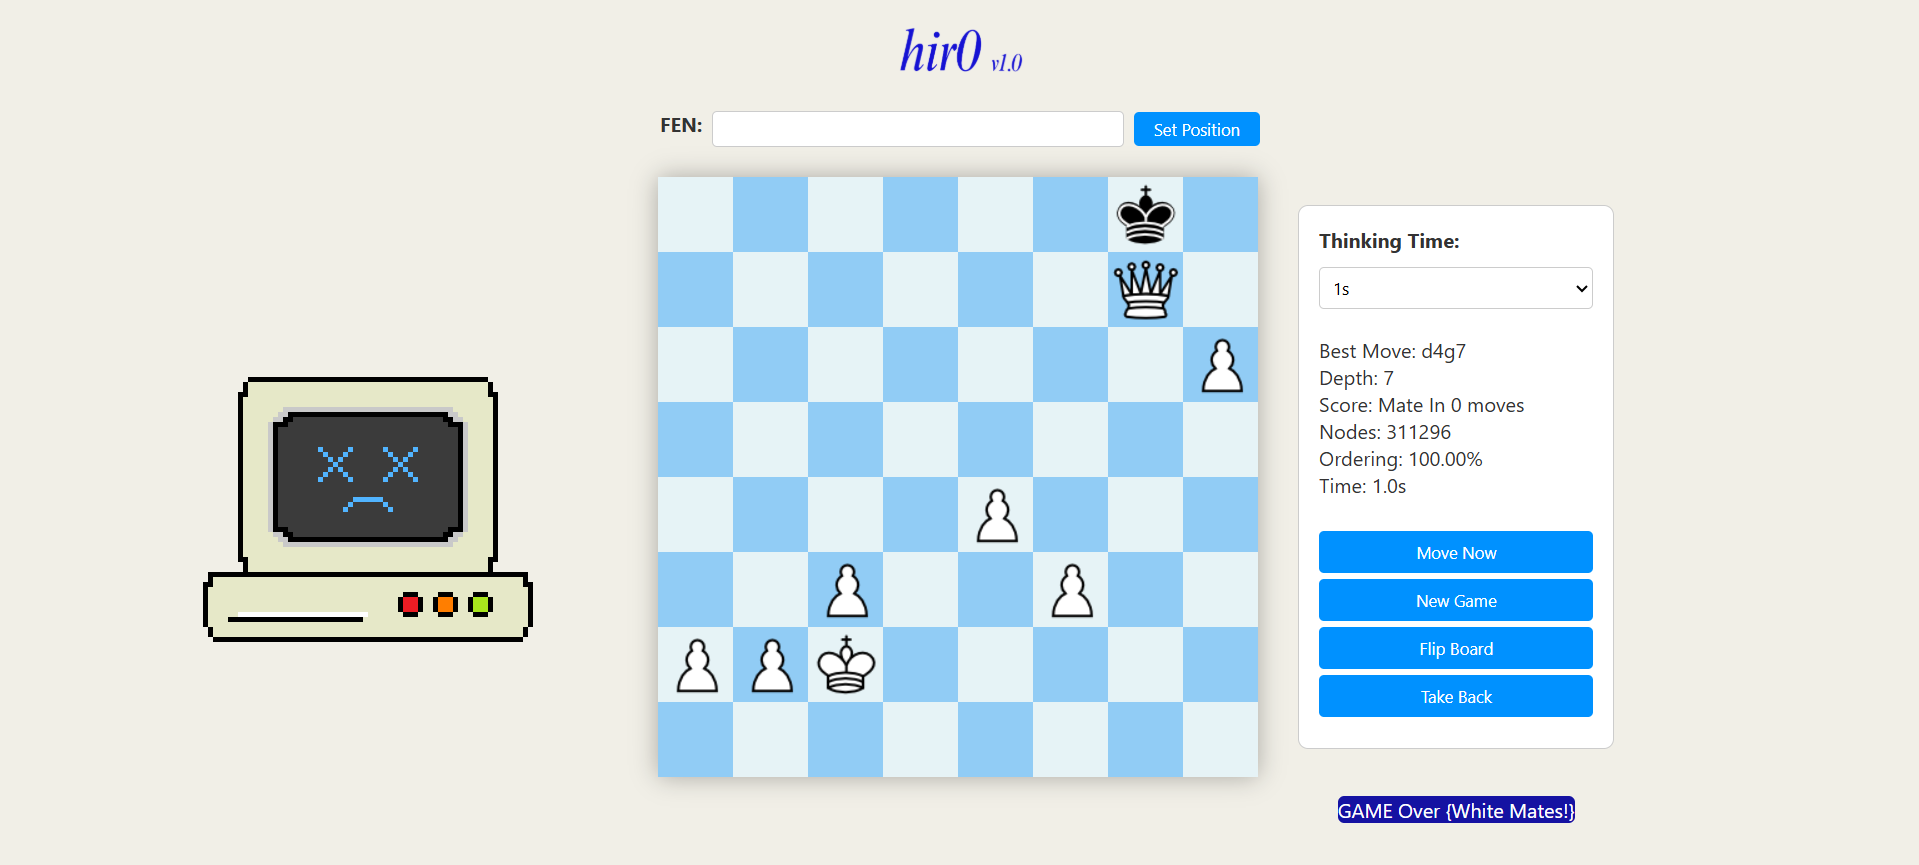 hir0 v1.0
FEN:
Set Position
Thinking Time:
1s
Best Move: d4g7
Depth: 7
Score: Mate In 0 moves
Nodes: 311296
Ordering: 100.00%
Time: 1.0s
Move Now
New Game
Flip Board
Take Back
GAME Over {White Mates!}